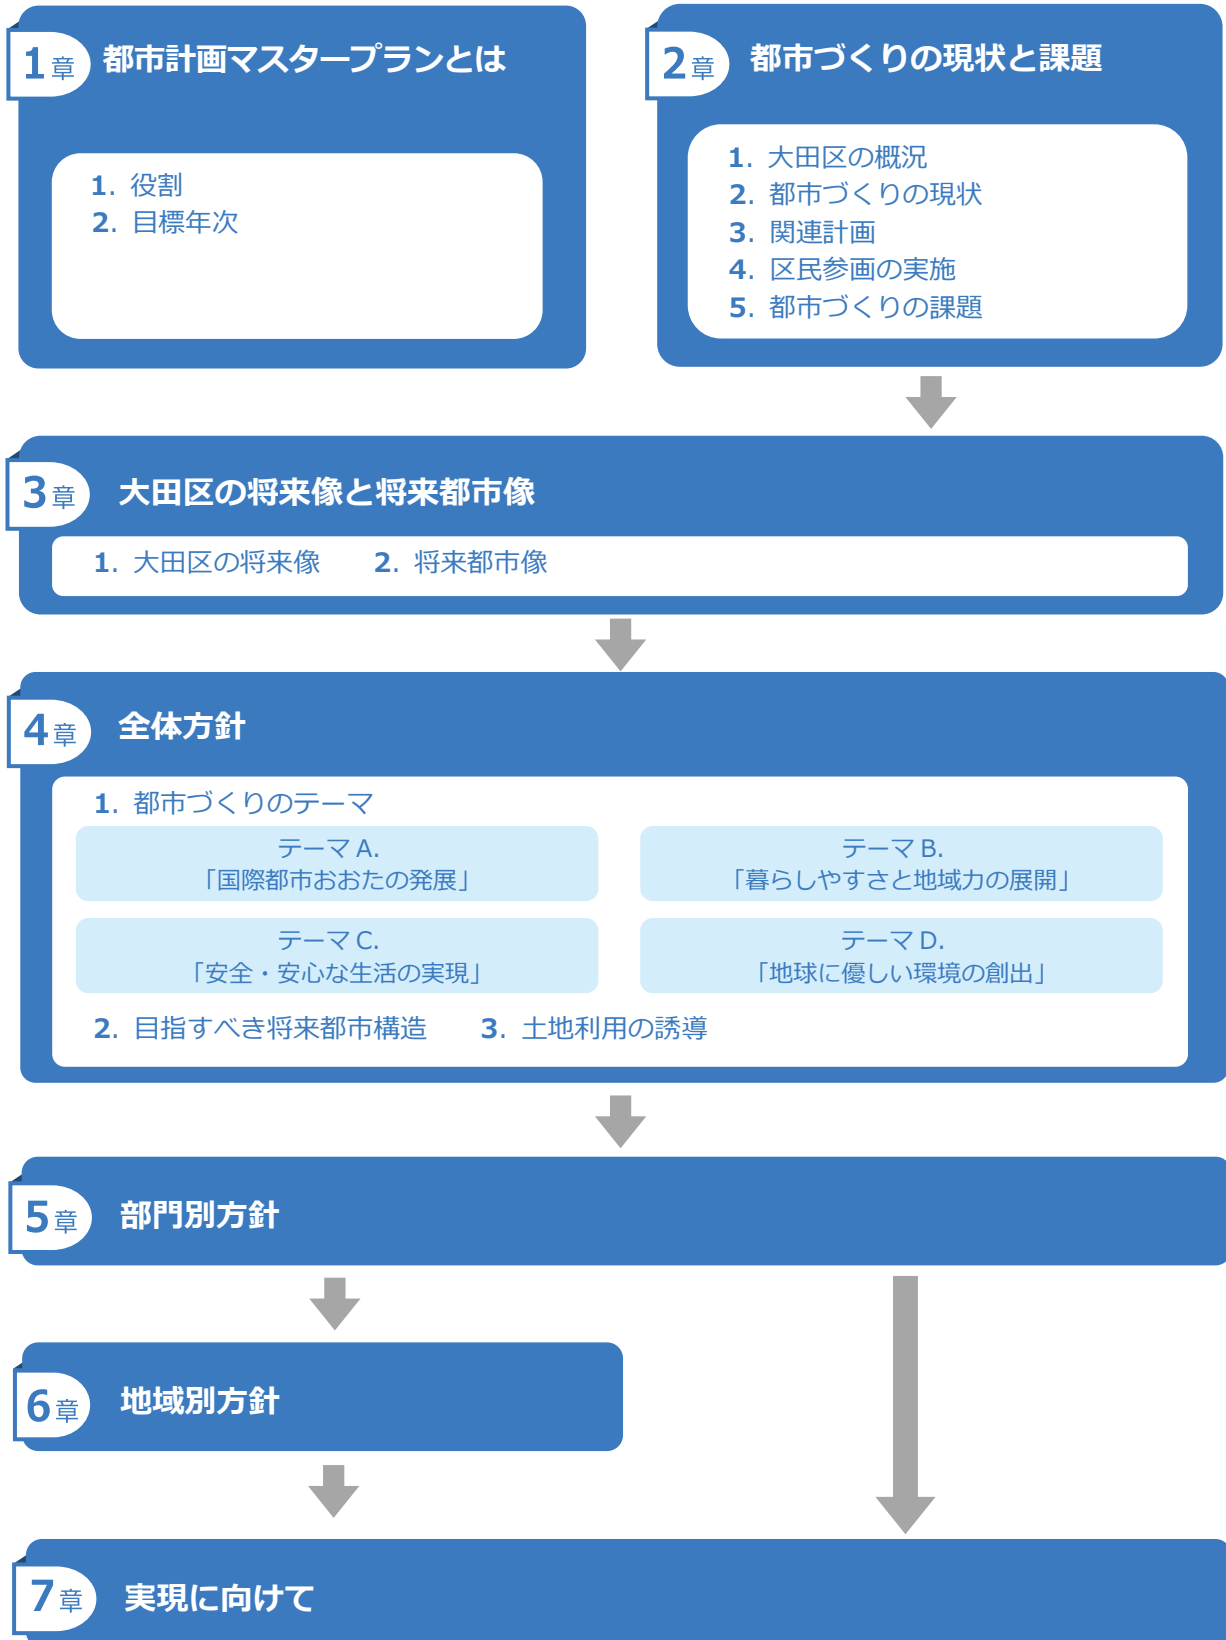 1章 都市計画マスタープランとは
1. 役割
2. 目標年次
2章 都市づくりの現状と課題
1. 大田区の概況
2. 都市づくりの現状
3. 関連計画
4. 区民参画の実施
5. 都市づくりの課題
3章 大田区の将来像と将来都市像
1. 大田区の将来像 2. 将来都市像
4章 全体方針
1. 都市づくりのテーマ
テーマ A.
「国際都市おおたの発展」
テーマ B.
「暮らしやすさと地域力の展開」
テーマ C.
「安全・安心な生活の実現」
テーマ D.
「地球に優しい環境の創出」
2. 目指すべき将来都市構造 3. 土地利用の誘導
5章 部門別方針
6章 地域別方針
7章 実現に向けて